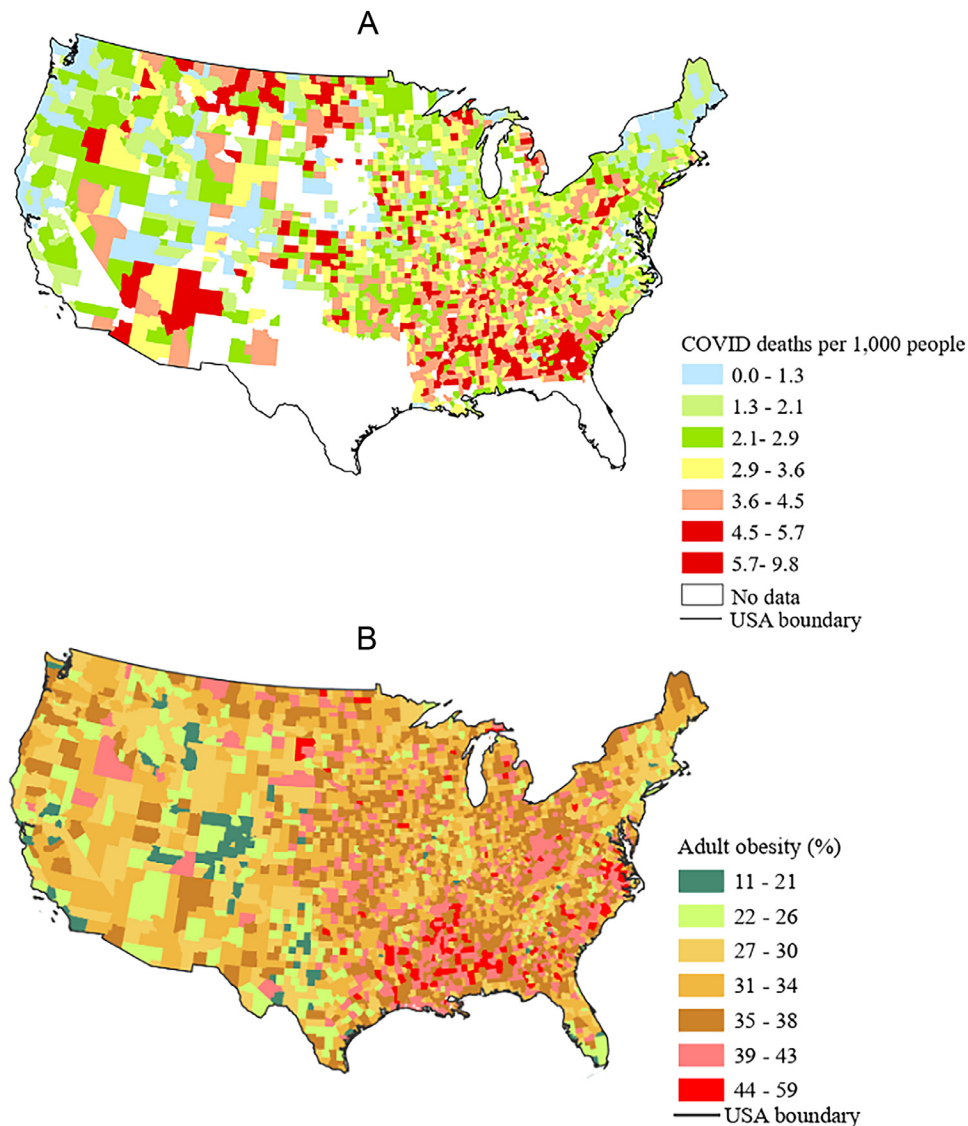 A
COVID deaths per 1,000 people
0.0 - 1.3
1.3 - 2.1
2.1- 2.9
2.9 - 3.6
3.6 - 4.5
4.5 - 5.7
5.7- 9.8
No data
USA boundary
B
Adult obesity (%)
11 - 21
22 - 26
27 - 30
31 - 34
35 - 38
39 - 43
44 - 59
USA boundary